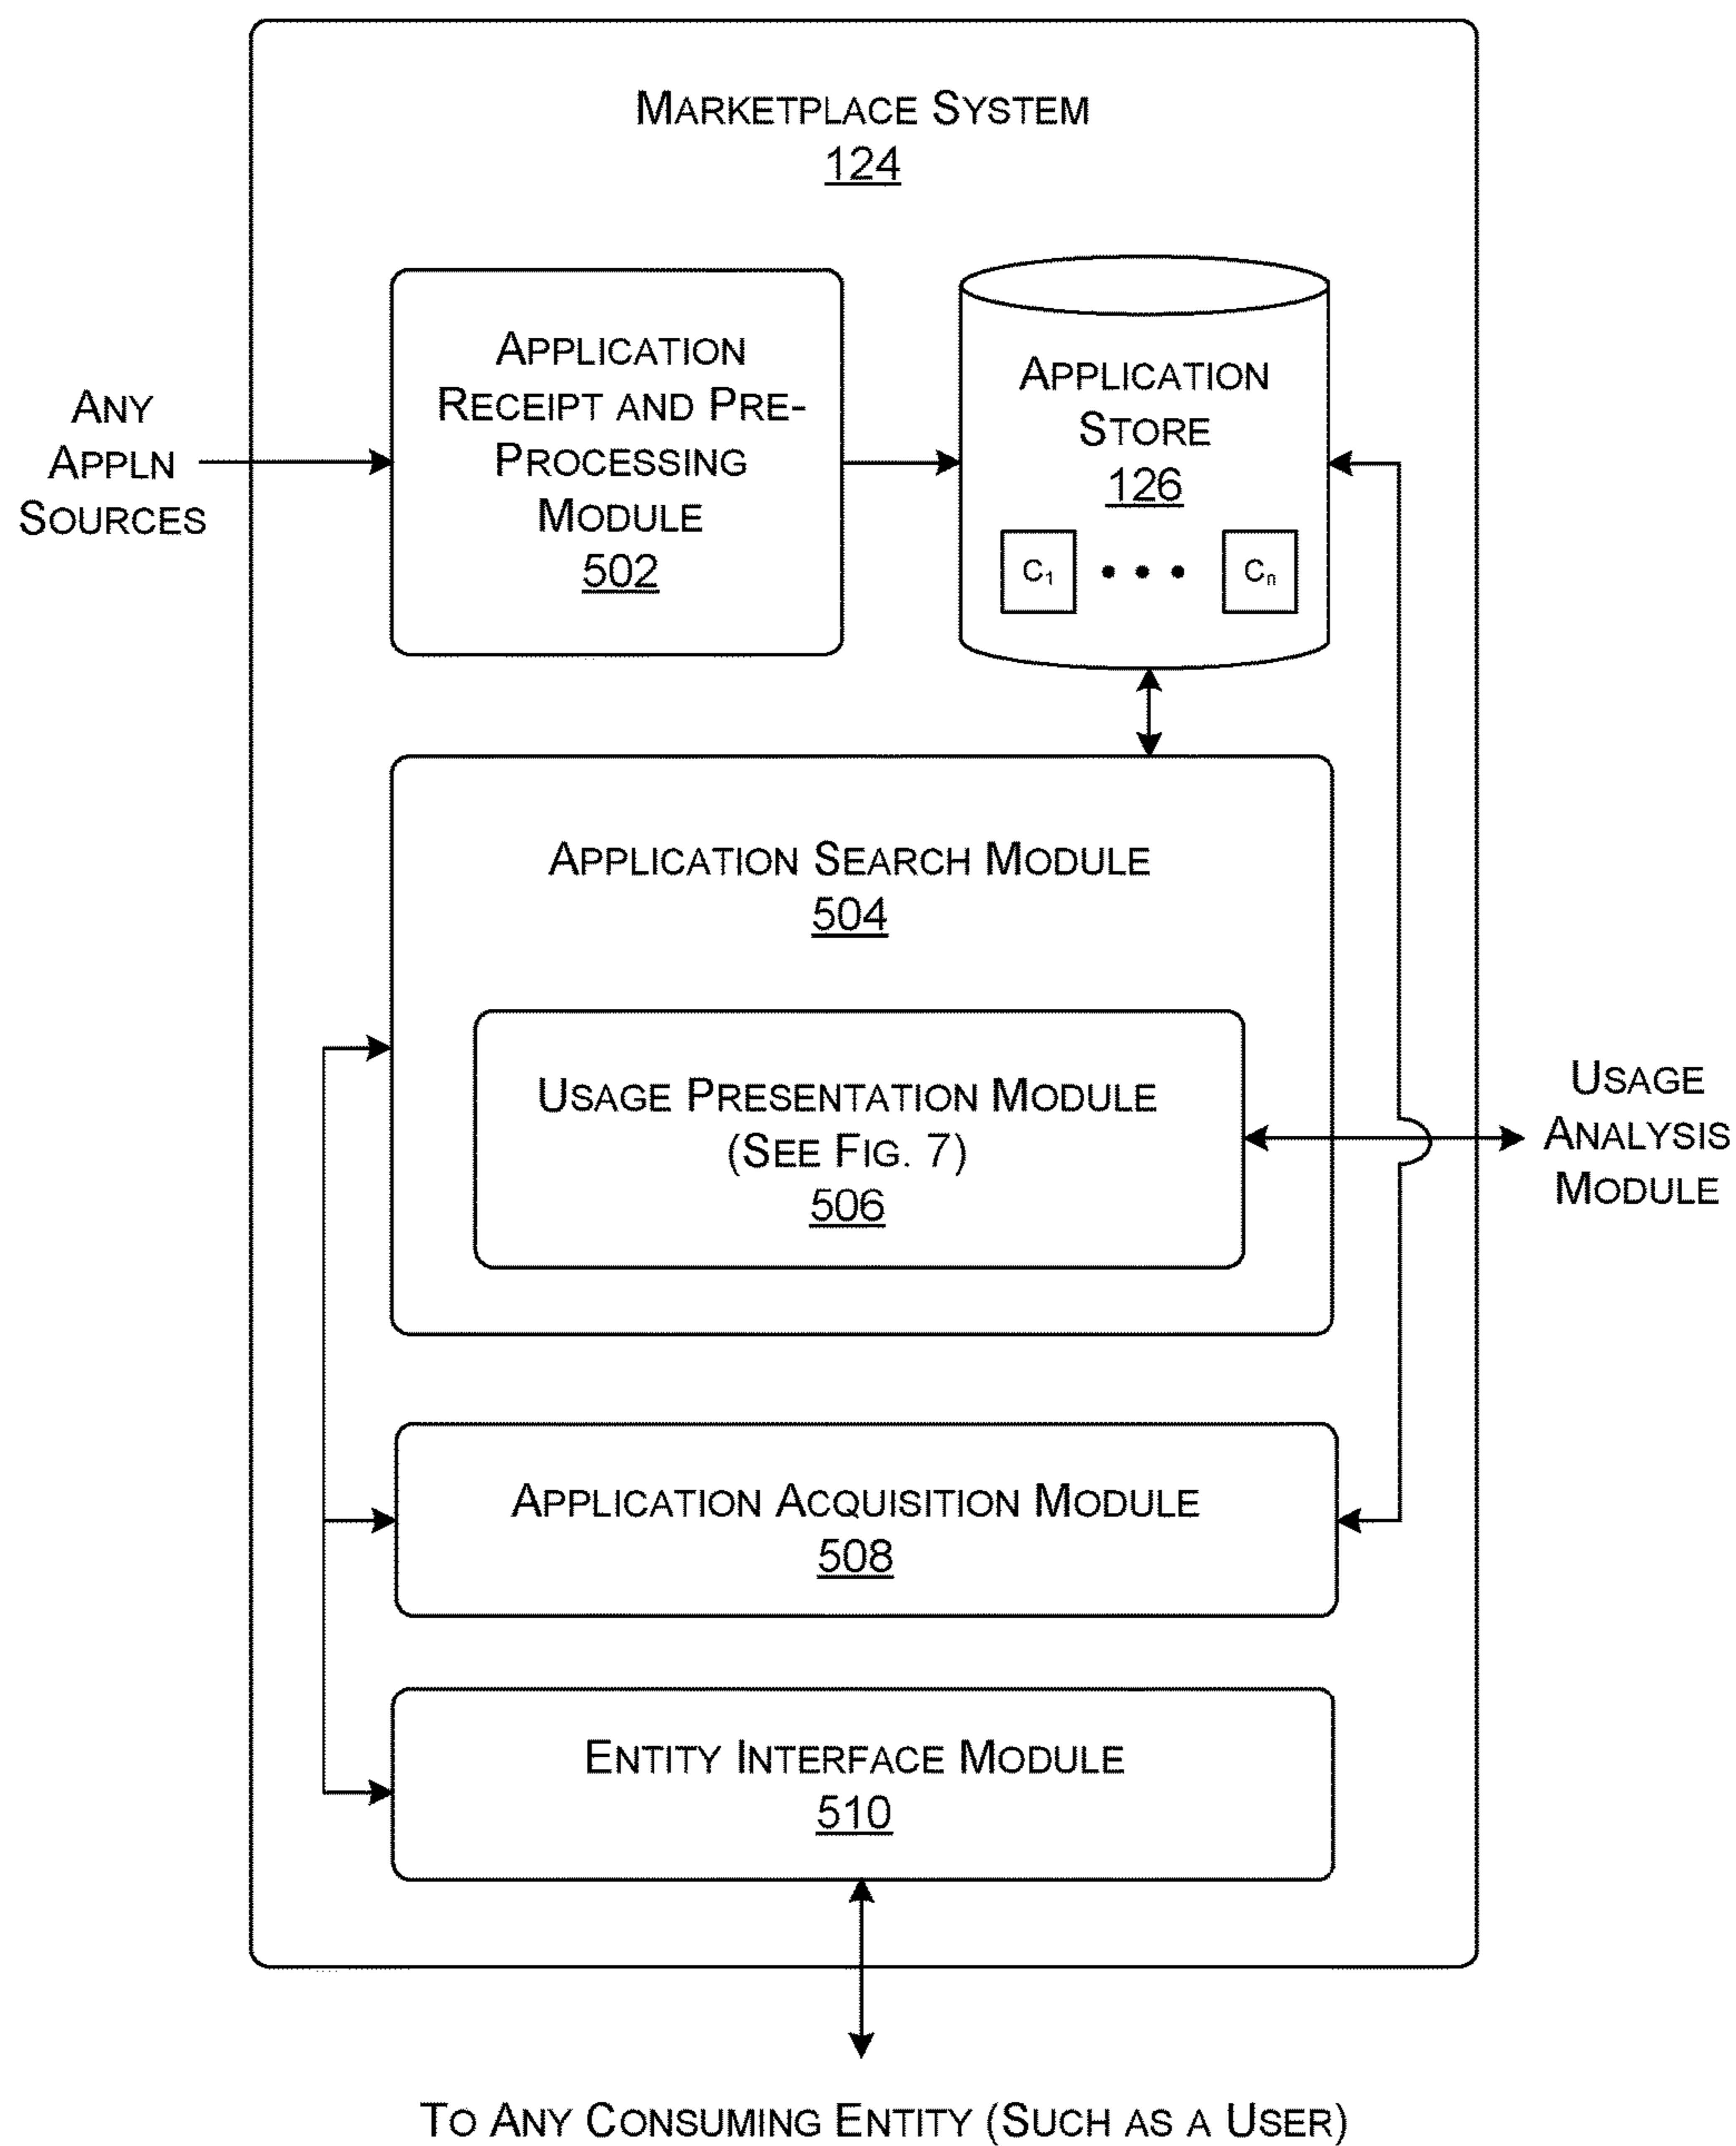 MARKETPLACE SYSTEM
124
ANY
APPLN
SOURCES
APPLICATION
RECEIPT AND PRE-
PROCESSING
MODULE
502
APPLICATION
STORE
126
C1 • • • Cn
APPLICATION SEARCH MODULE
504
USAGE PRESENTATION MODULE
(SEE FIG. 7)
506
USAGE
ANALYSIS
MODULE
APPLICATION ACQUISITION MODULE
508
ENTITY INTERFACE MODULE
510
TO ANY CONSUMING ENTITY (SUCH AS A USER)